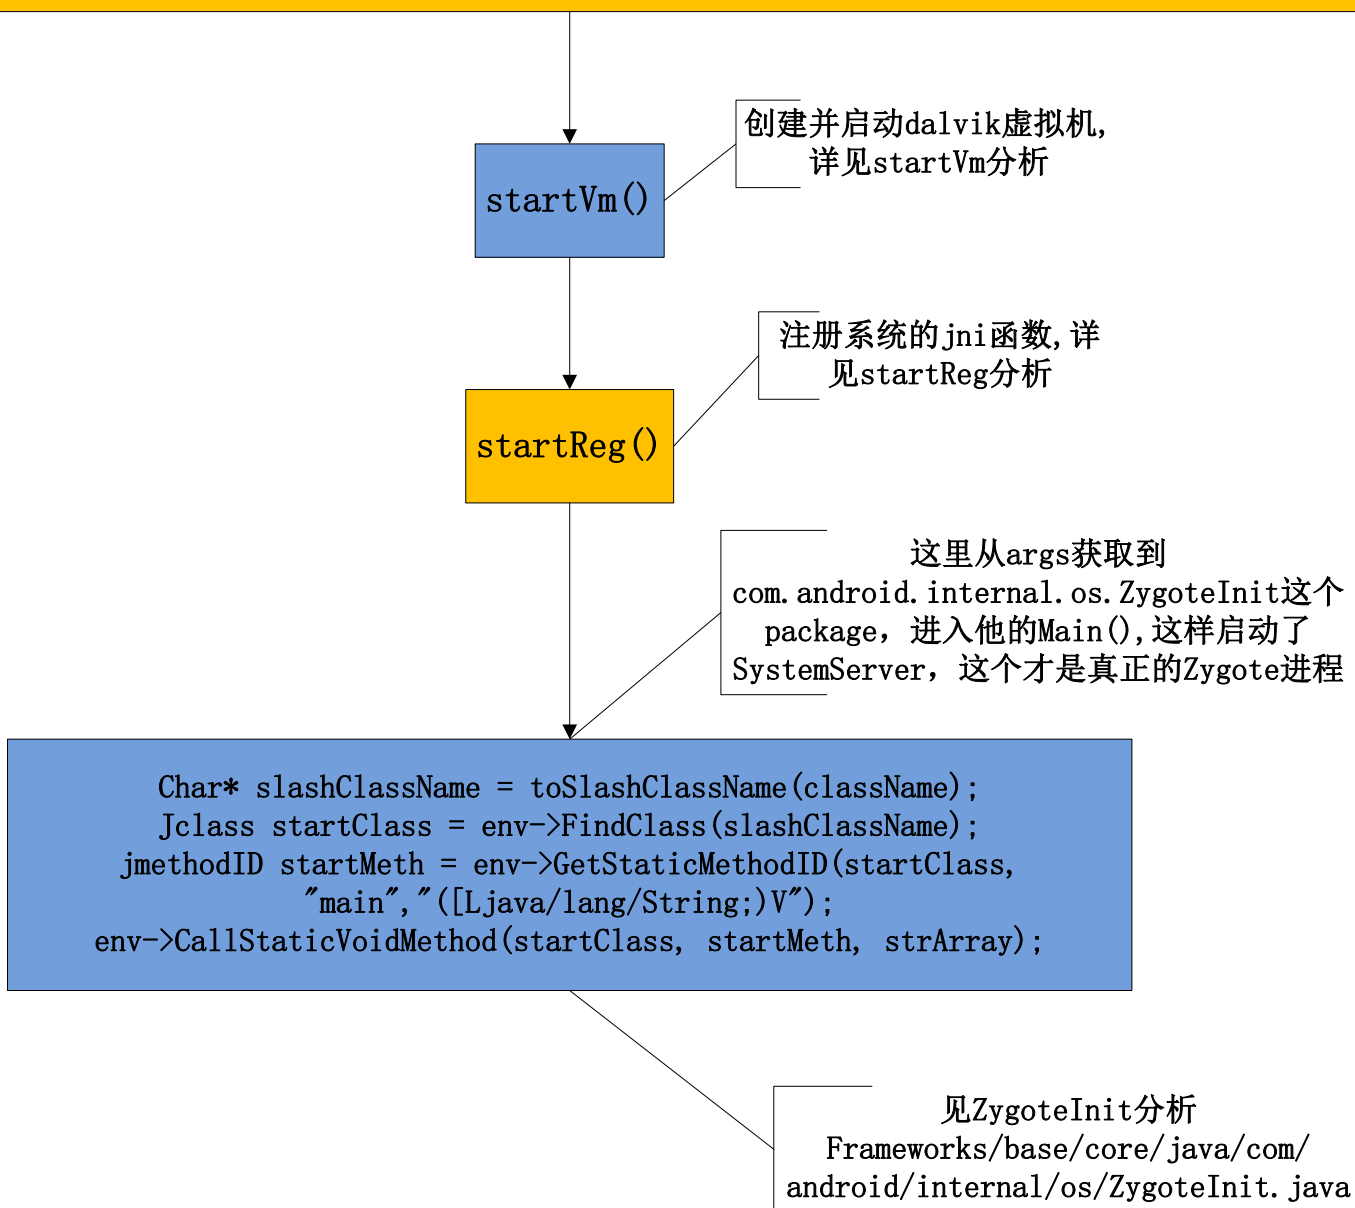 创建并启动dalvik虚拟机,
详见startVm分析
startVm()
注册系统的jni函数,详
见startReg分析
startReg()
这里从args获取到
com.android.internal.os.ZygoteInit这个
package，进入他的Main(),这样启动了
SystemServer，这个才是真正的Zygote进程
Char* slashClassName = toSlashClassName(className);
Jclass startClass = env->FindClass(slashClassName);
jmethodID startMeth = env->GetStaticMethodID(startClass,
"main","([Ljava/lang/String;)V");
env->CallStaticVoidMethod(startClass, startMeth, strArray);
见ZygoteInit分析
Frameworks/base/core/java/com/
android/internal/os/ZygoteInit.java